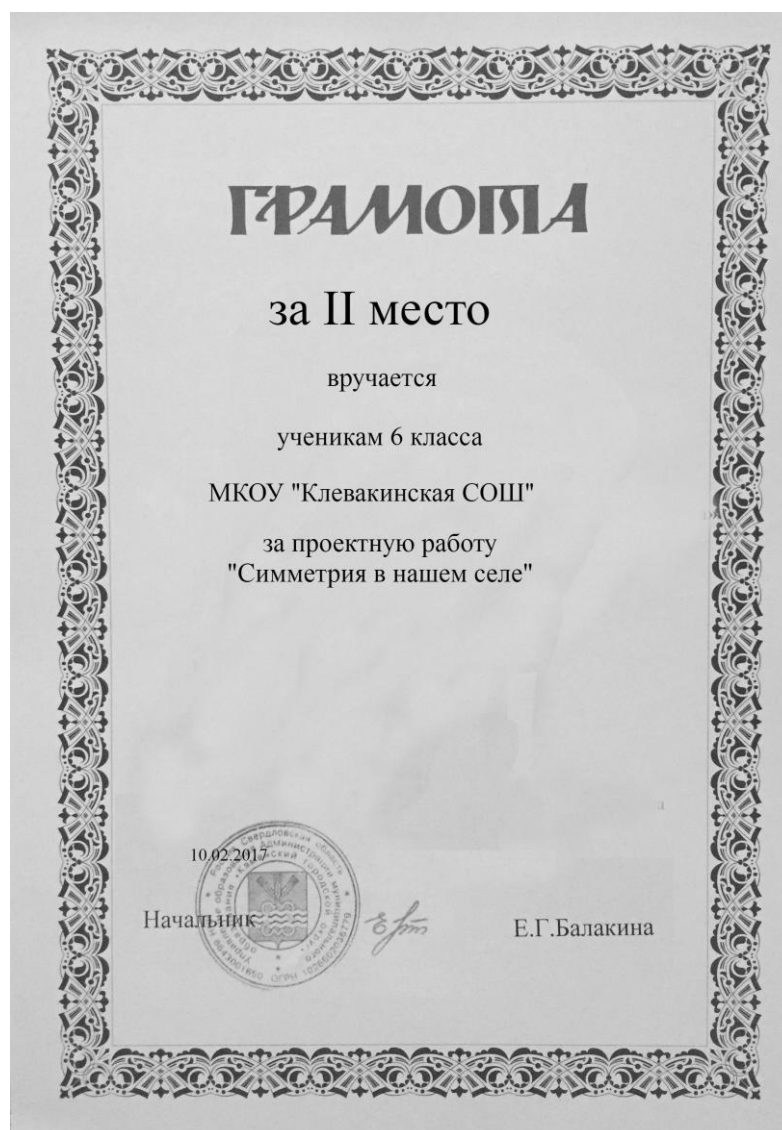 ГРАМОТА
за II место
вручается
ученикам 6 класса
МКОУ "Клевакинская СОШ"
за проектную работу
"Симметрия в нашем селе"
10.02.2017
Начальник
Е.Г.Балакина